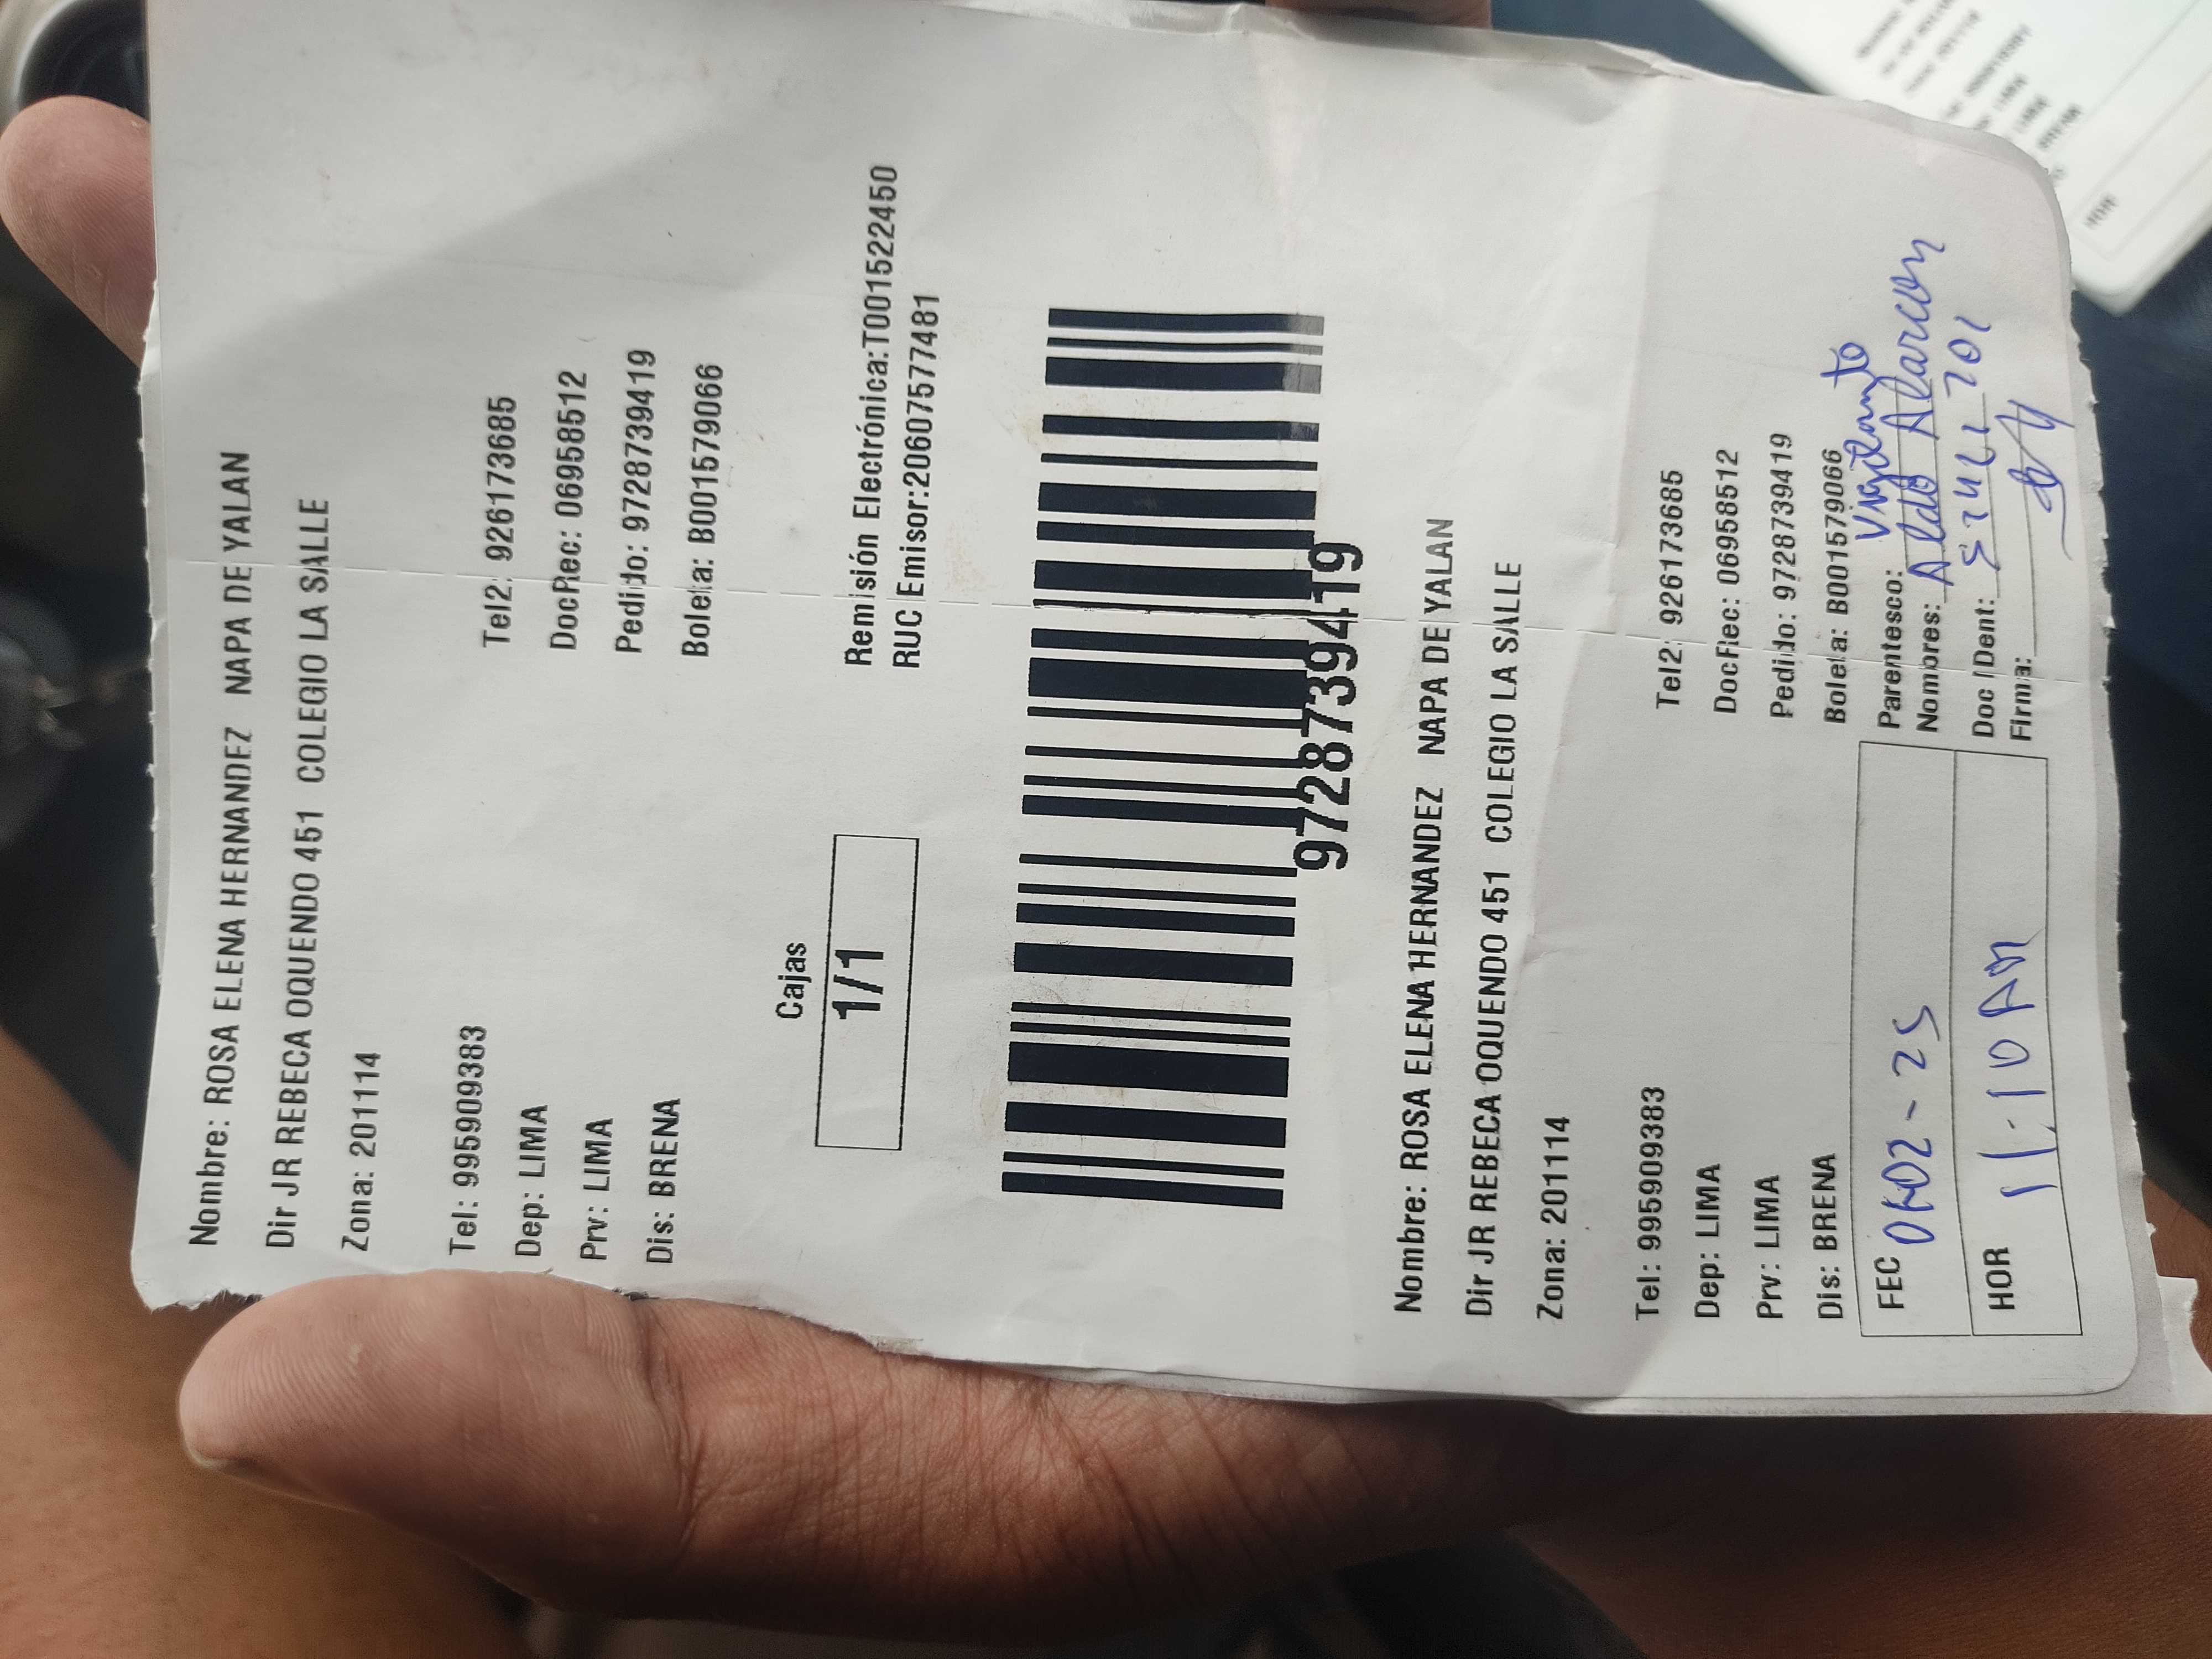 Nombre: ROSA ELENA HERNANDEZ NAPA DE YALAN
Dir JR REBECA OQUENDO 451 COLEGIO LA SALLE
Zona: 201114
Tel: 995909383 Tel2: 926173685
Dep: LIMA DocRec: 06958512
Prv: LIMA Pedido: 9728739419
Dis: BRENA Boleta: B001579066
Cajas
1/1
Remisión Electrónica:T001522450
RUC Emisor:20607577481
9728739419
Nombre: ROSA ELENA HERNANDEZ NAPA DE YALAN
Dir JR REBECA OQUENDO 451 COLEGIO LA SALLE
Zona: 201114
Tel: 995909383 Tel2: 926173685
Dep: LIMA DocRec: 06958512
Prv: LIMA Pedido: 9728739419
Dis: BRENA Boleta: B001579066
FEC
Parentesco:
Nombres: Aldo Alarcon
HOR 11:10 Am
Doc IDent:
Firma:
HOR